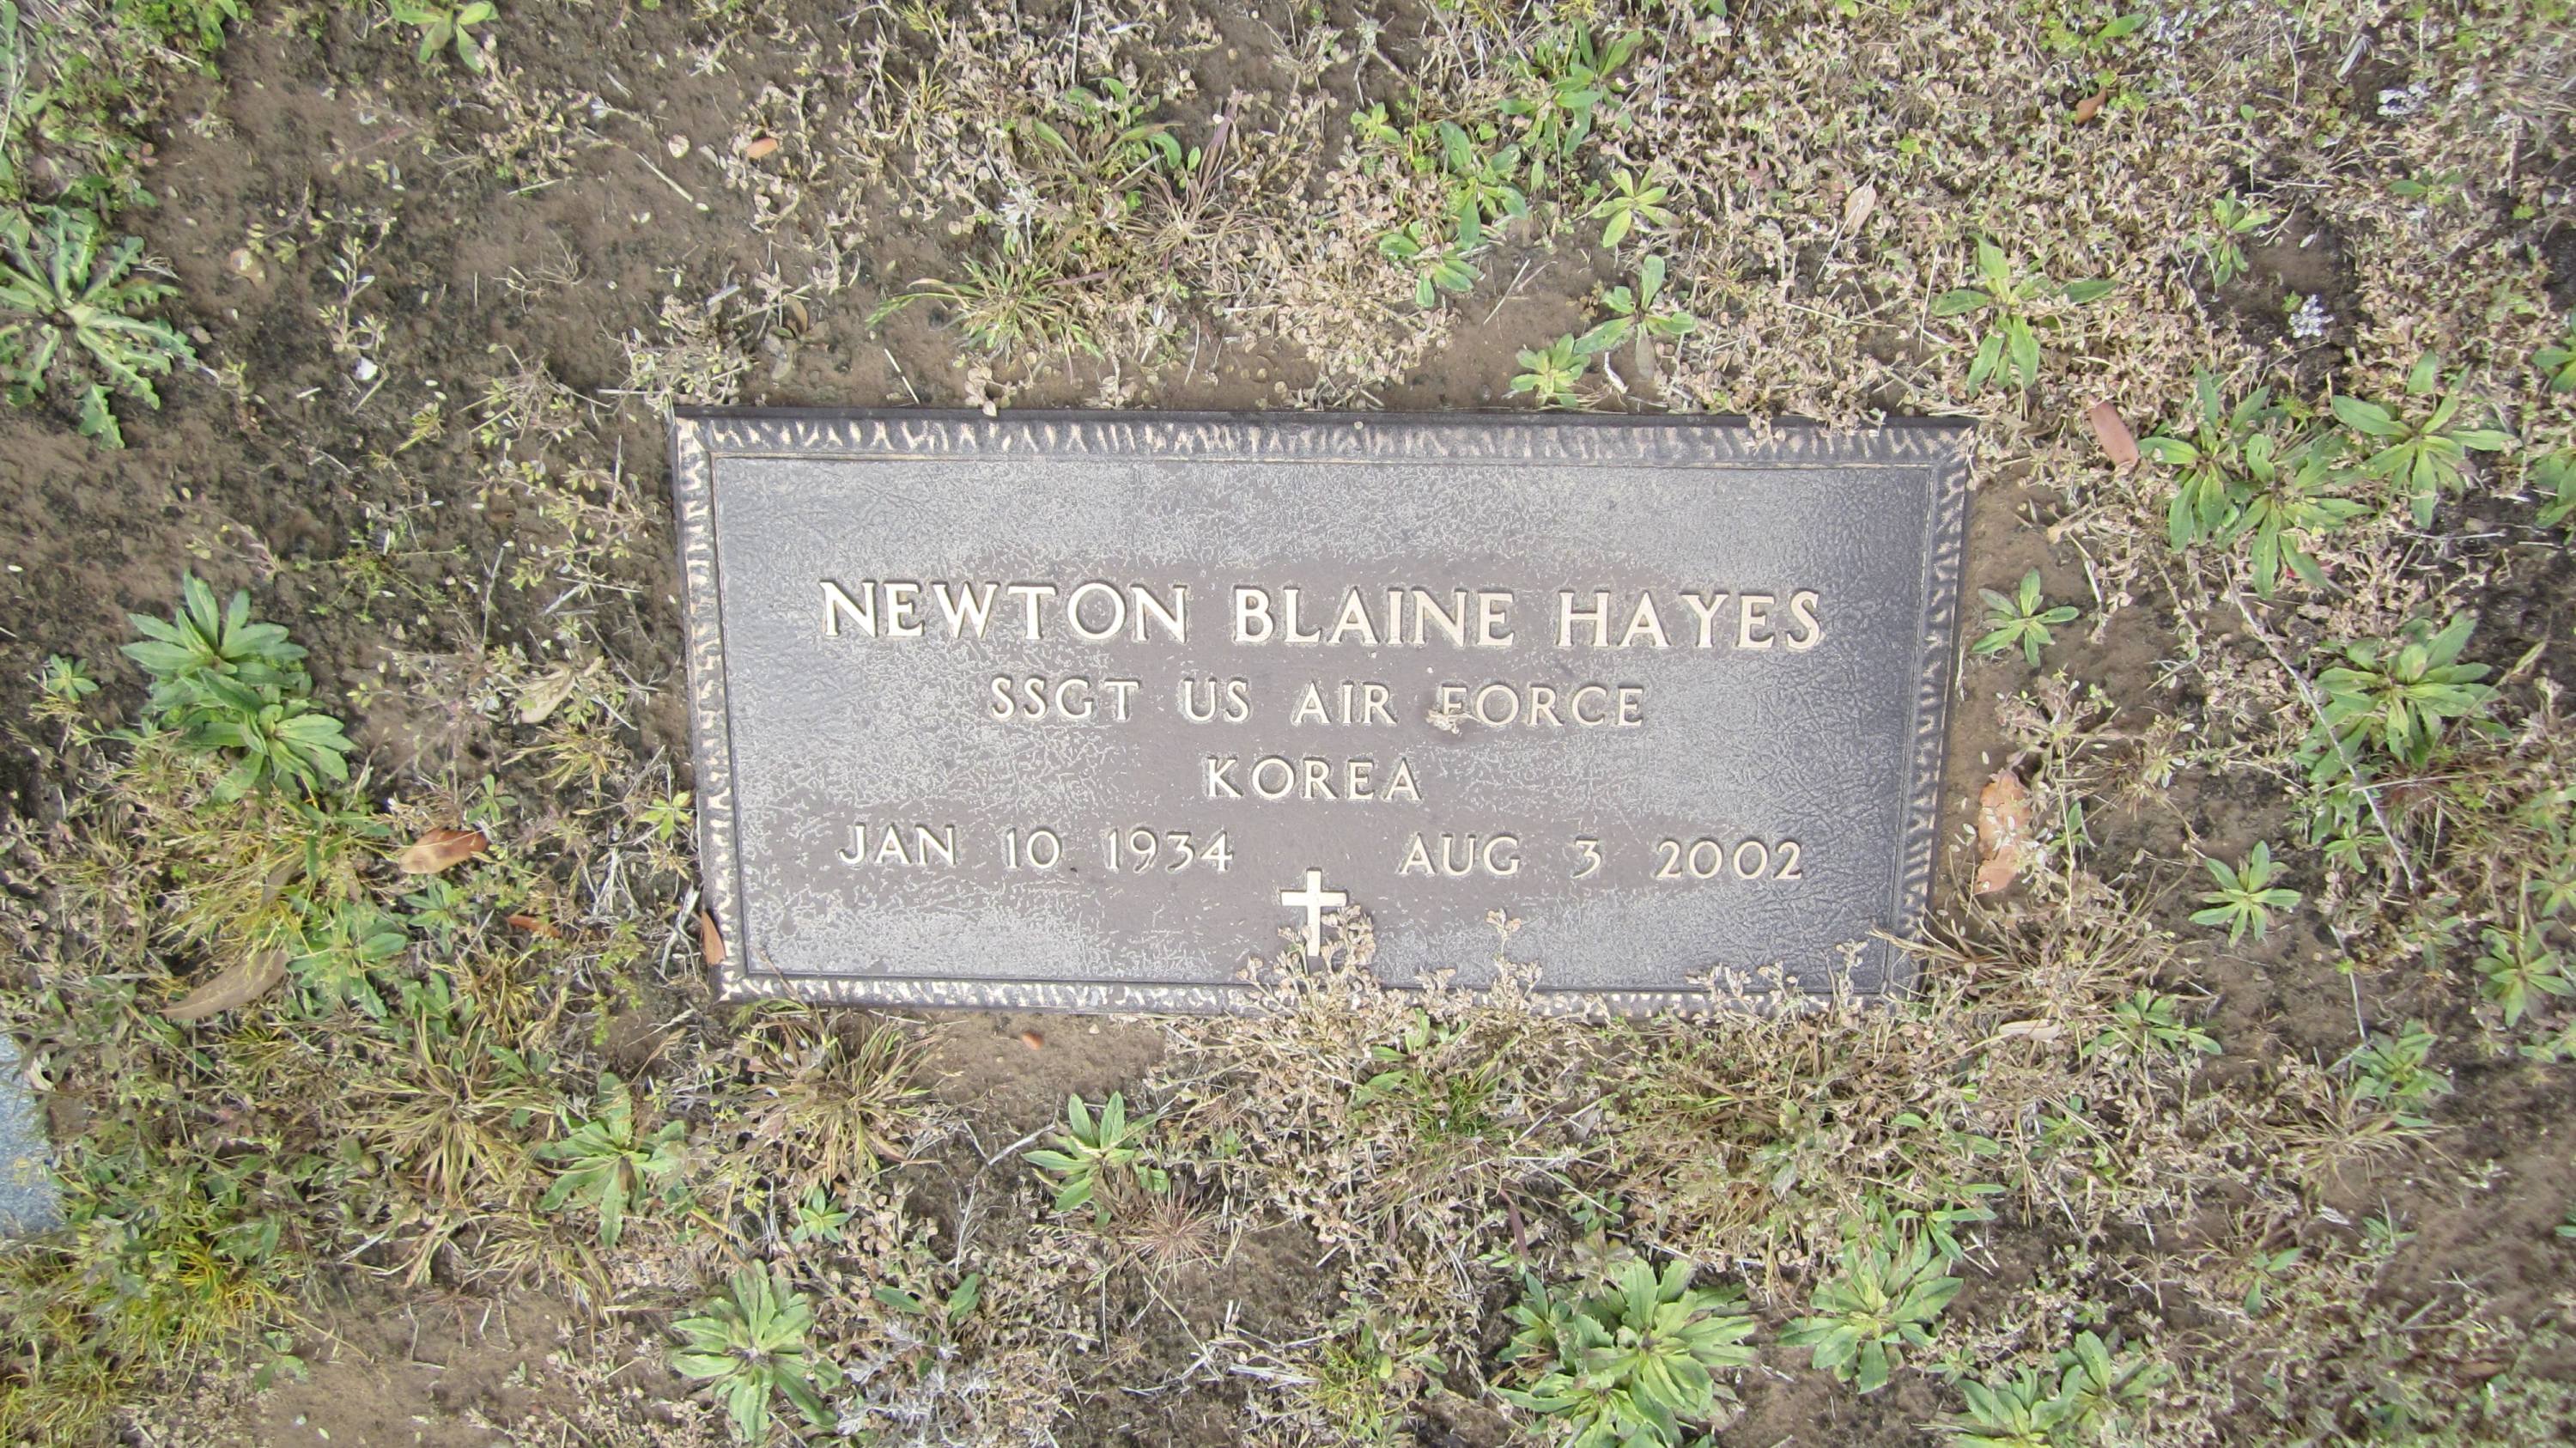 NEWTON BLAINE HAYES
SSGT US AIR FORCE
KOREA
JAN 10 1934 AUG 3 2002